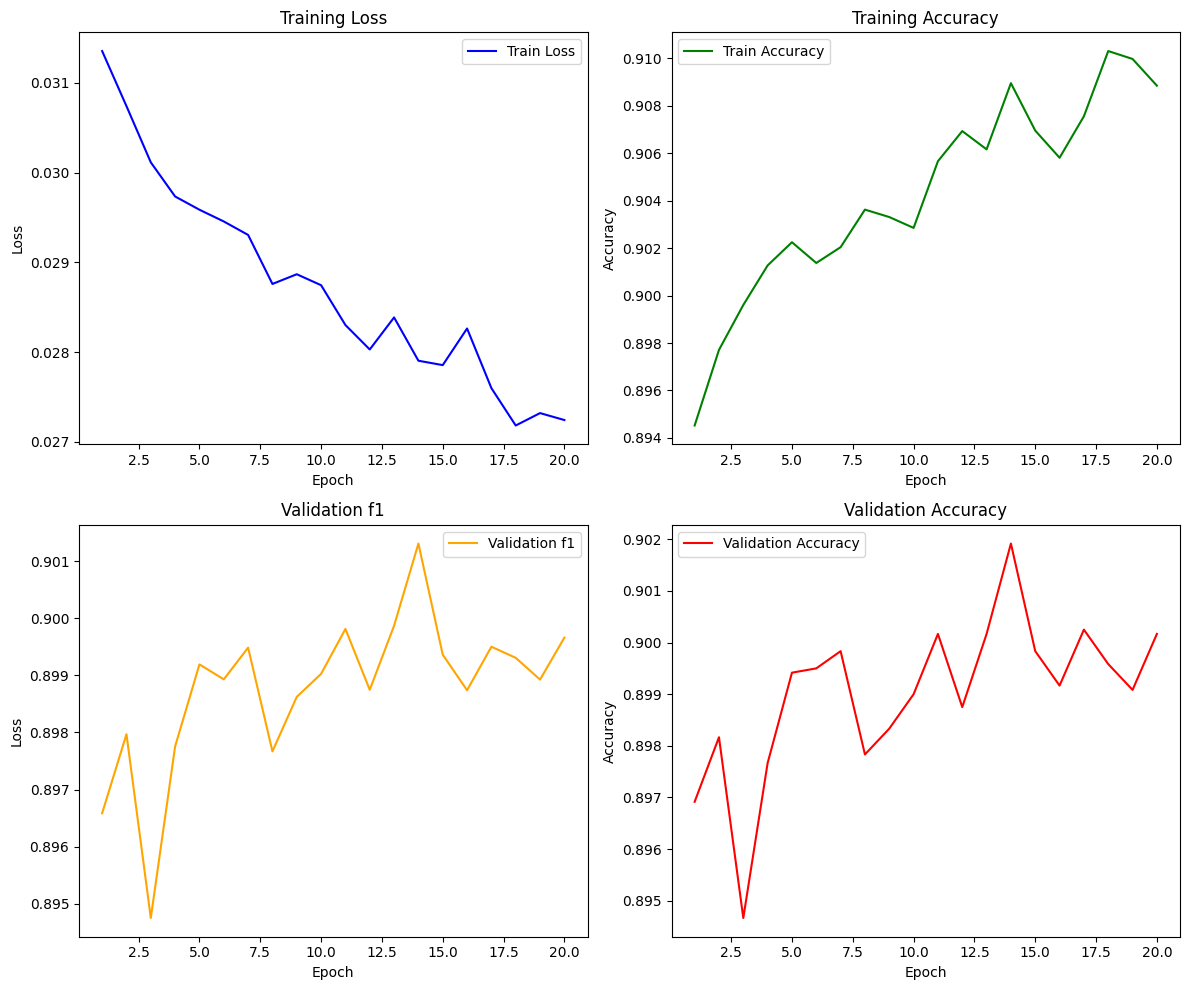 Training Loss
Train Loss
0.031
0.030
0.029
0.028
0.027
Loss
2.5 5.0 7.5 10.0 12.5 15.0 17.5 20.0
Epoch
Training Accuracy
Train Accuracy
0.910
0.908
0.906
0.904
0.902
0.900
0.898
0.896
0.894
Accuracy
2.5 5.0 7.5 10.0 12.5 15.0 17.5 20.0
Epoch
Validation f1
Validation f1
0.901
0.900
0.899
0.898
0.897
0.896
0.895
Loss
2.5 5.0 7.5 10.0 12.5 15.0 17.5 20.0
Epoch
Validation Accuracy
Validation Accuracy
0.902
0.901
0.900
0.899
0.898
0.897
0.896
0.895
Accuracy
2.5 5.0 7.5 10.0 12.5 15.0 17.5 20.0
Epoch